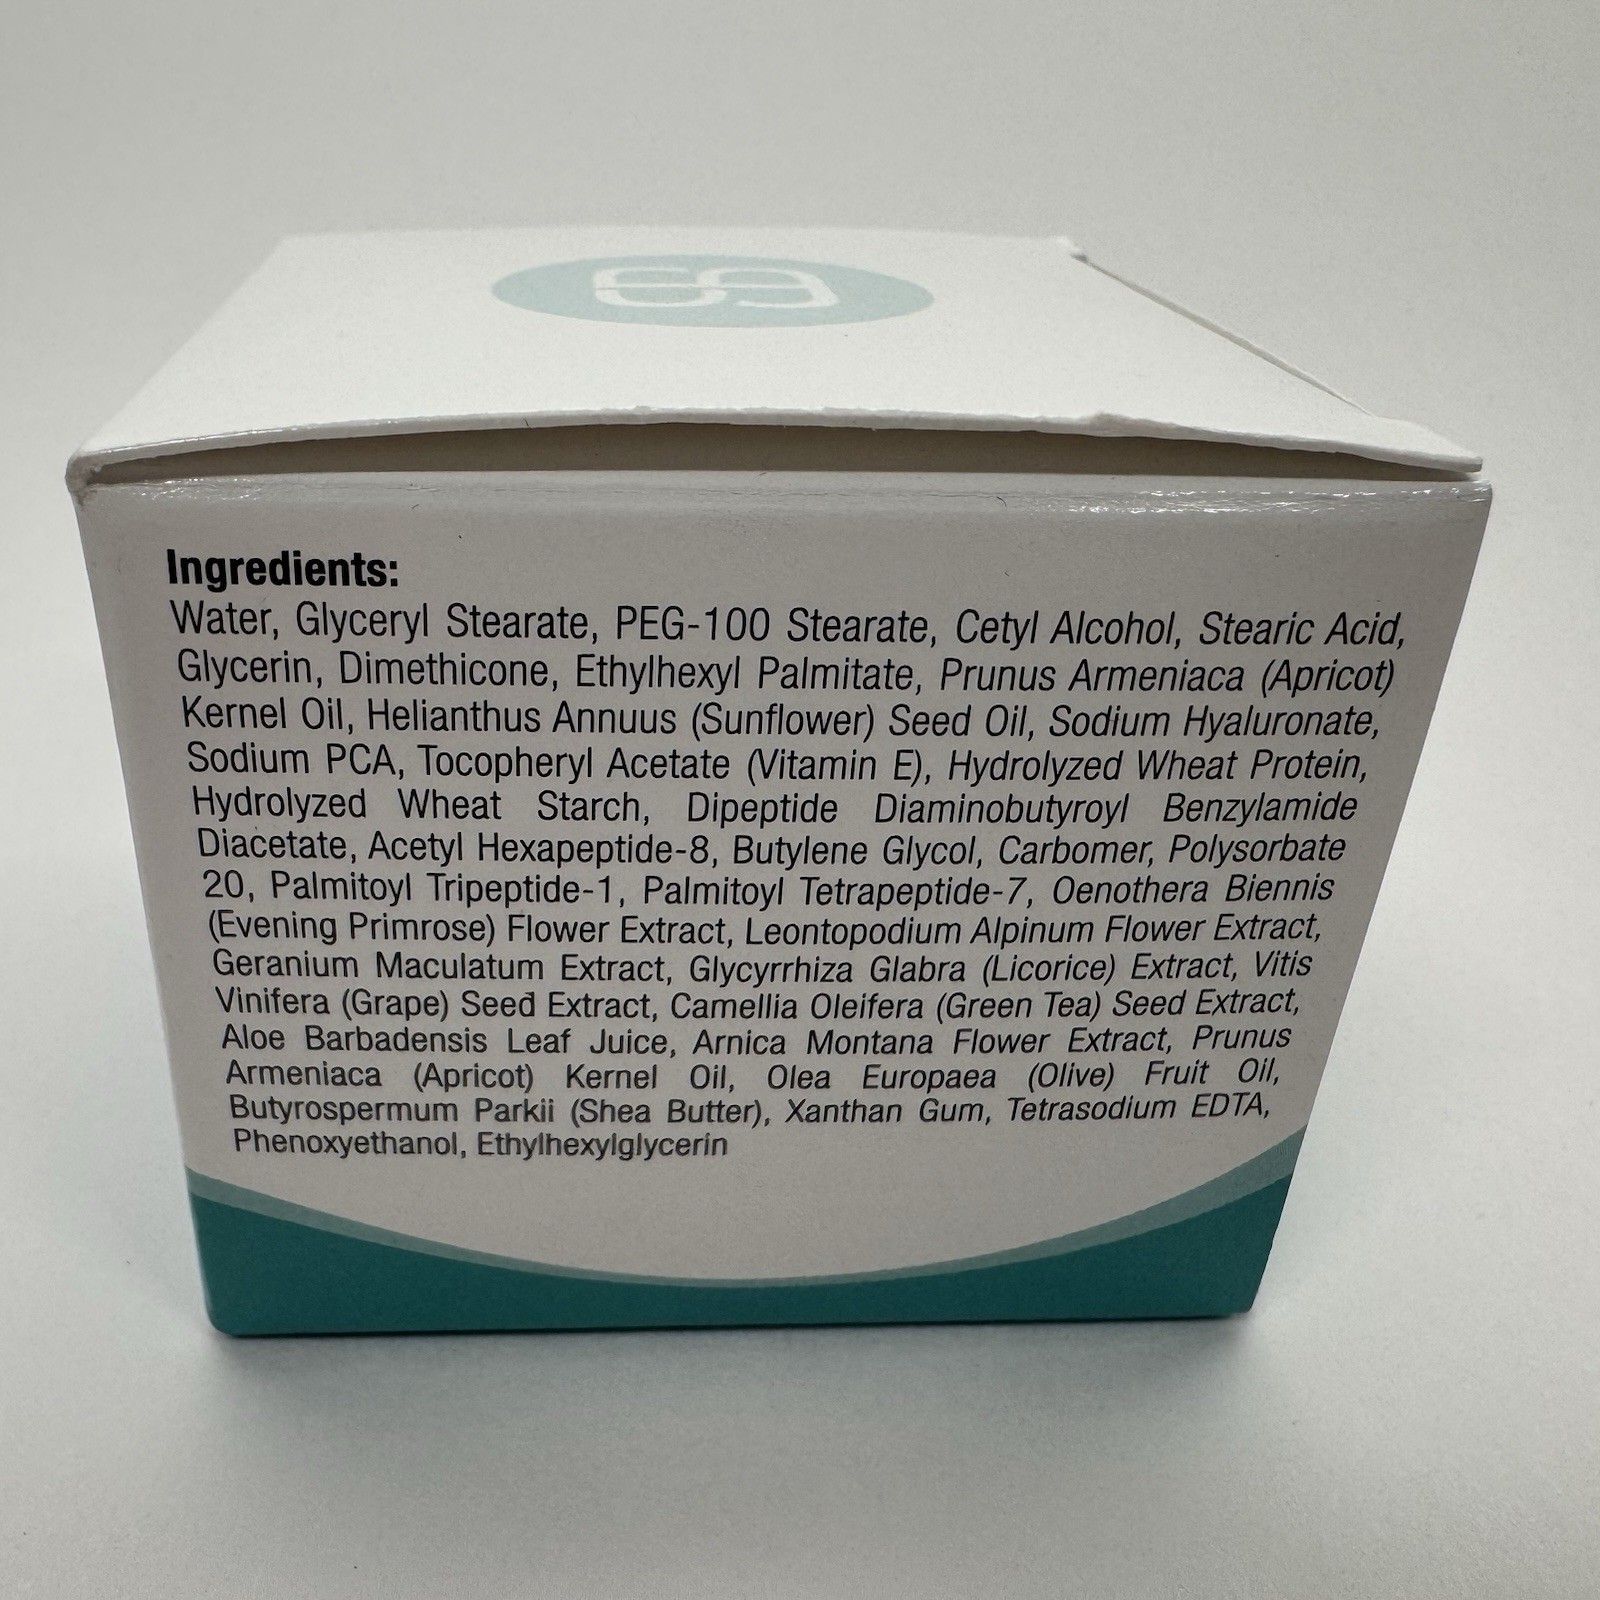 Ingredients:
Water, Glyceryl Stearate, PEG-100 Stearate, Cetyl Alcohol, Stearic Acid,
Glycerin, Dimethicone, Ethylhexyl Palmitate, Prunus Armeniaca (Apricot)
Kernel Oil, Helianthus Annuus (Sunflower) Seed Oil, Sodium Hyaluronate,
Sodium PCA, Tocopheryl Acetate (Vitamin E), Hydrolyzed Wheat Protein,
Hydrolyzed Wheat Starch, Dipeptide Diaminobutyroyl Benzylamide
Diacetate, Acetyl Hexapeptide-8, Butylene Glycol, Carbomer, Polysorbate
20, Palmitoyl Tripeptide-1, Palmitoyl Tetrapeptide-7, Oenothera Biennis
(Evening Primrose) Flower Extract, Leontopodium Alpinum Flower Extract,
Geranium Maculatum Extract, Glycyrrhiza Glabra (Licorice) Extract, Vitis
Vinifera (Grape) Seed Extract, Camellia Oleifera (Green Tea) Seed Extract,
Aloe Barbadensis Leaf Juice, Arnica Montana Flower Extract, Prunus
Armeniaca (Apricot) Kernel Oil, Olea Europaea (Olive) Fruit Oil,
Butyrospermum Parkii (Shea Butter), Xanthan Gum, Tetrasodium EDTA,
Phenoxyethanol, Ethylhexylglycerin